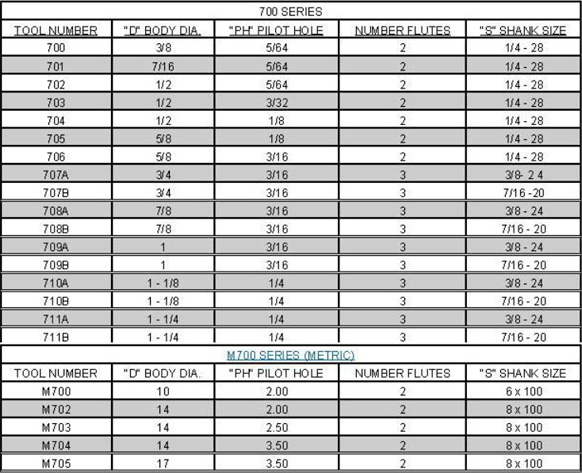 700 SERIES
TOOL NUMBER "D" BODY DIA. "PH" PILOT HOLE NUMBER FLUTES "S" SHANK SIZE
700 3/8 5/64 2 1/4 - 28
701 7/16 5/64 2 1/4 - 28
702 1/2 5/64 2 1/4 - 28
703 1/2 3/32 2 1/4 - 28
704 1/2 1/8 2 1/4 - 28
705 5/8 1/8 2 1/4 - 28
706 5/8 3/16 2 1/4 - 28
707A 3/4 3/16 3 3/8- 2 4
707B 3/4 3/16 3 7/16 -20
708A 7/8 3/16 3 3/8 - 24
708B 7/8 3/16 3 7/16 - 20
709A 1 3/16 3 3/8 - 24
709B 1 3/16 3 7/16 - 20
710A 1 - 1/8 1/4 3 3/8 - 24
710B 1 - 1/8 1/4 3 7/16 - 20
711A 1 - 1/4 1/4 3 3/8 - 24
711B 1 - 1/4 1/4 3 7/16 - 20
M700 SERIES (METRIC)
TOOL NUMBER "D" BODY DIA. "PH" PILOT HOLE NUMBER FLUTES "S" SHANK SIZE
M700 10 2.00 2 6 x 100
M702 14 2.00 2 8 x 100
M703 14 2.50 2 8 x 100
M704 14 3.50 2 8 x 100
M705 17 3.50 2 8 x 100